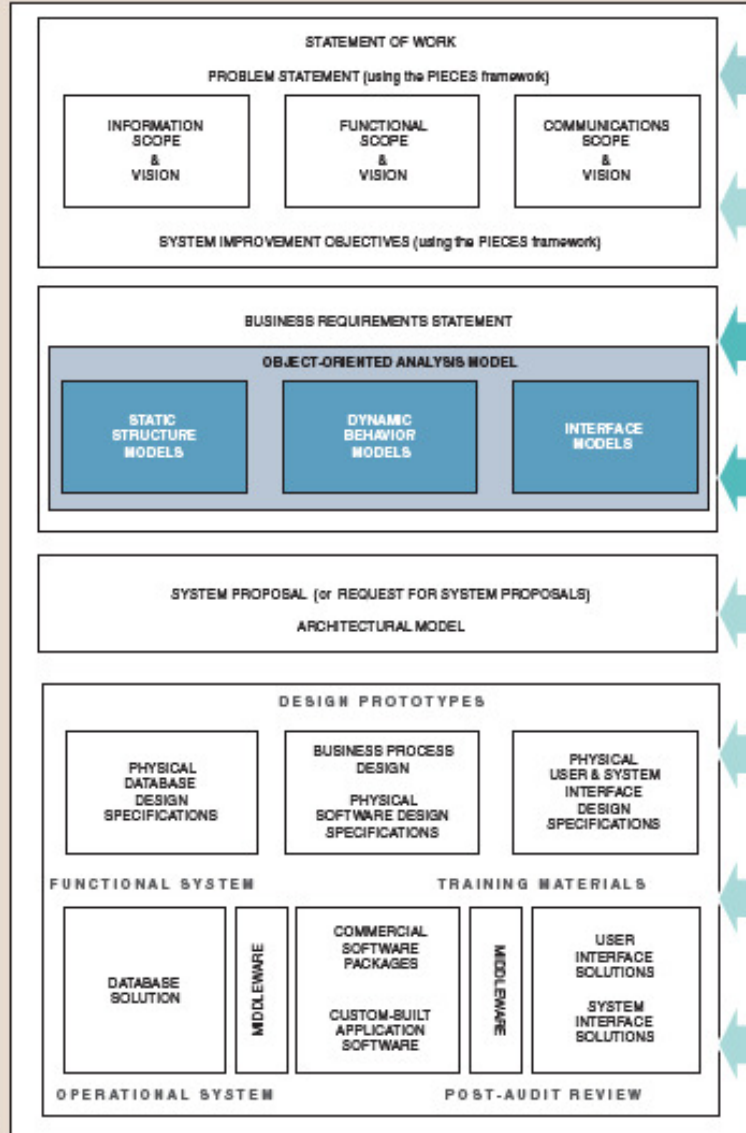 STATEMENT OF WORK
PROBLEM STATEMENT (using the PIECES framework)
INFORMATION
SCOPE
&
VISION
FUNCTIONAL
SCOPE
&
VISION
COMMUNICATIONS
SCOPE
&
VISION
SYSTEM IMPROVEMENT OBJECTIVES (using the PIECES framework)
BUSINESS REQUIREMENTS STATEMENT
OBJECT-ORIENTED ANALYSIS MODEL
STATIC
STRUCTURE
MODELS
DYNAMIC
BEHAVIOR
MODELS
INTERFACE
MODELS
SYSTEM PROPOSAL (or REQUEST FOR SYSTEM PROPOSALS)
ARCHITECTURAL MODEL
DESIGN PROTOTYPES
PHYSICAL
DATABASE
DESIGN
SPECIFICATIONS
BUSINESS PROCESS
DESIGN
PHYSICAL
SOFTWARE DESIGN
SPECIFICATIONS
PHYSICAL
USER & SYSTEM
INTERFACE
DESIGN
SPECIFICATIONS
FUNCTIONAL SYSTEM
TRAINING MATERIALS
DATABASE
SOLUTION
MIDDLEWARE
COMMERCIAL
SOFTWARE
PACKAGES
CUSTOM-BUILT
APPLICATION
SOFTWARE
MIDDLEWARE
USER
INTERFACE
SOLUTIONS
SYSTEM
INTERFACE
SOLUTIONS
OPERATIONAL SYSTEM
POST-AUDIT REVIEW